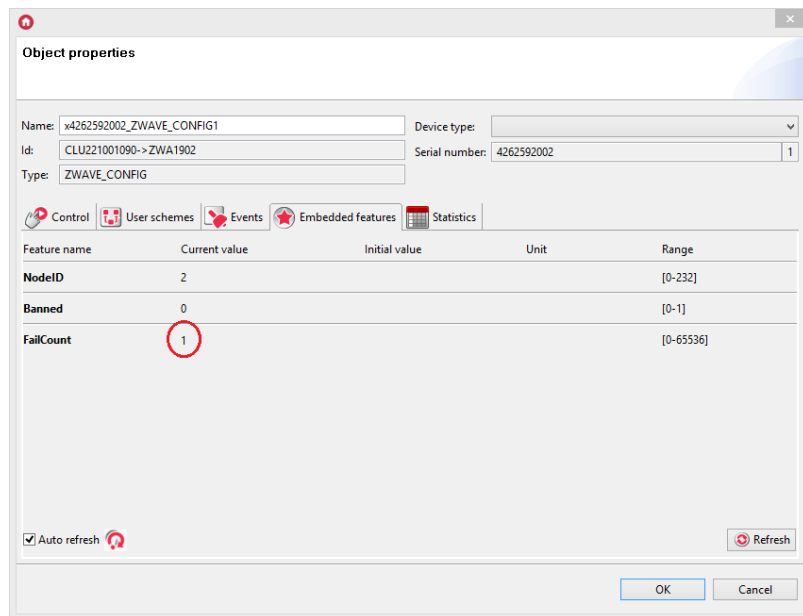 Object properties
Name: x4262592002_ZWAVE_CONFIG1 Device type:
Id: CLU221001090->ZWA1902 Serial number: 4262592002 1
Type: ZWAVE_CONFIG
Control User schemes Events Embedded features Statistics
Feature name Current value Initial value Unit Range
NodeID 2 [0-232]
Banned 0 [0-1]
FailCount 1 [0-65536]
Auto refresh Refresh
OK Cancel